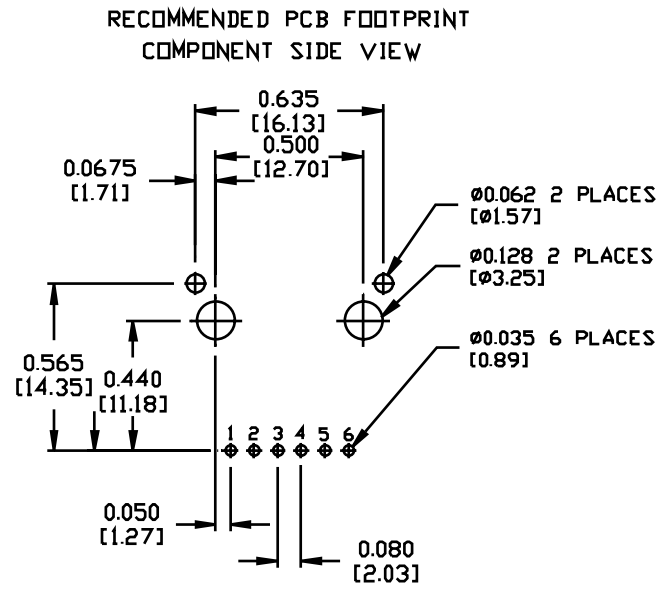 RECOMMENDED PCB FOOTPRINT
COMPONENT SIDE VIEW
0.635
[16.13]
0.500
[12.70]
0.0675
[1.71]
ø0.062 2 PLACES
[ø1.57]
ø0.128 2 PLACES
[ø3.25]
ø0.035 6 PLACES
[0.89]
0.565
[14.35]
0.440
[11.18]
1 2 3 4 5 6
0.050
[1.27]
0.080
[2.03]